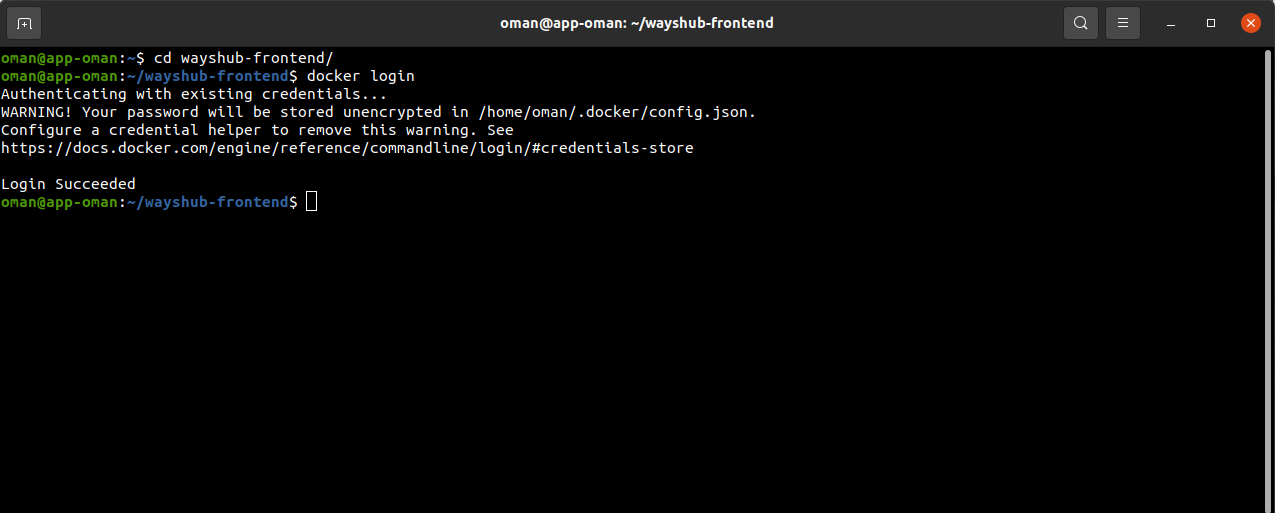 oman@app-oman: ~/wayshub-frontend
oman@app-oman:~$ cd wayshub-frontend/
oman@app-oman:~/wayshub-frontend$ docker login
Authenticating with existing credentials...
WARNING! Your password will be stored unencrypted in /home/oman/.docker/config.json.
Configure a credential helper to remove this warning. See
https://docs.docker.com/engine/reference/commandline/login/#credentials-store
Login Succeeded
oman@app-oman:~/wayshub-frontend$